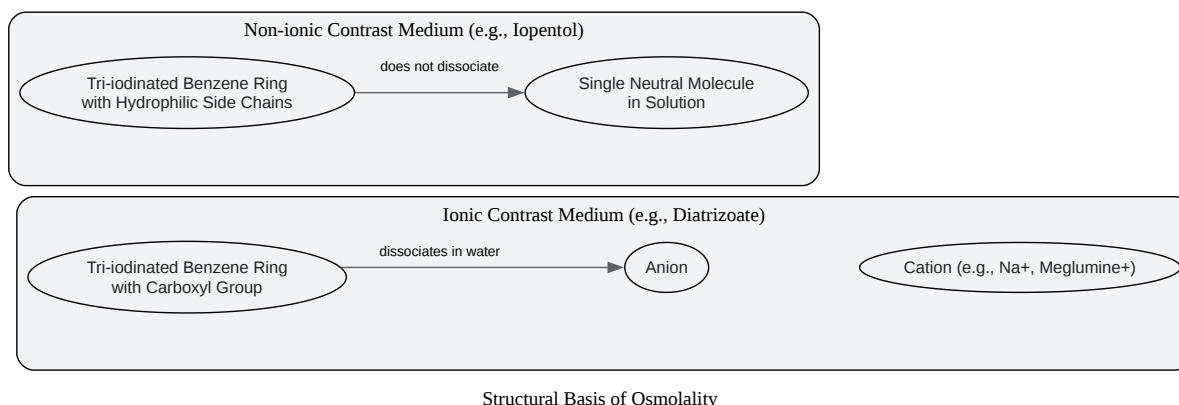 Non-ionic Contrast Medium (e.g., Iopentol)
Tri-iodinated Benzene Ring
with Hydrophilic Side Chains
does not dissociate
Single Neutral Molecule
in Solution
Ionic Contrast Medium (e.g., Diatrizoate)
Tri-iodinated Benzene Ring
with Carboxyl Group
dissociates in water
Anion
Cation (e.g., Na+, Meglumine+)
Structural Basis of Osmolality